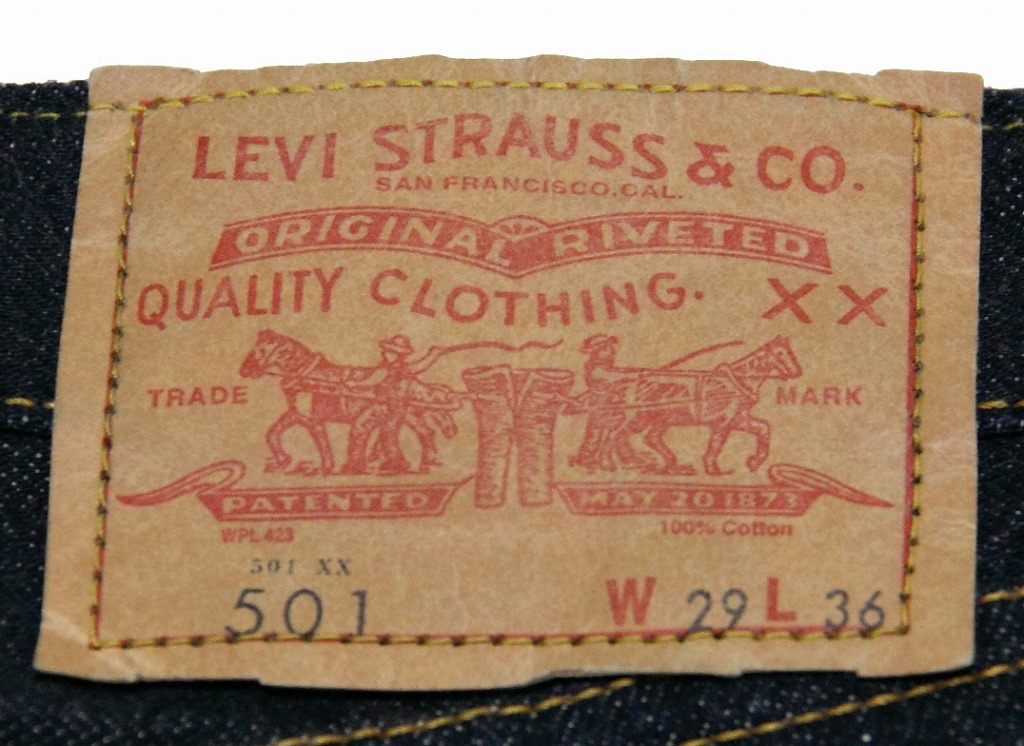 LEVI STRAUSS & CO.
SAN FRANCISCO, CAL.
ORIGINAL RIVETED
QUALITY CLOTHING. XX
TRADE MARK
PATENTED MAY 20 1873
WPL 423 100% Cotton
501 XX
501 W 29 L 36